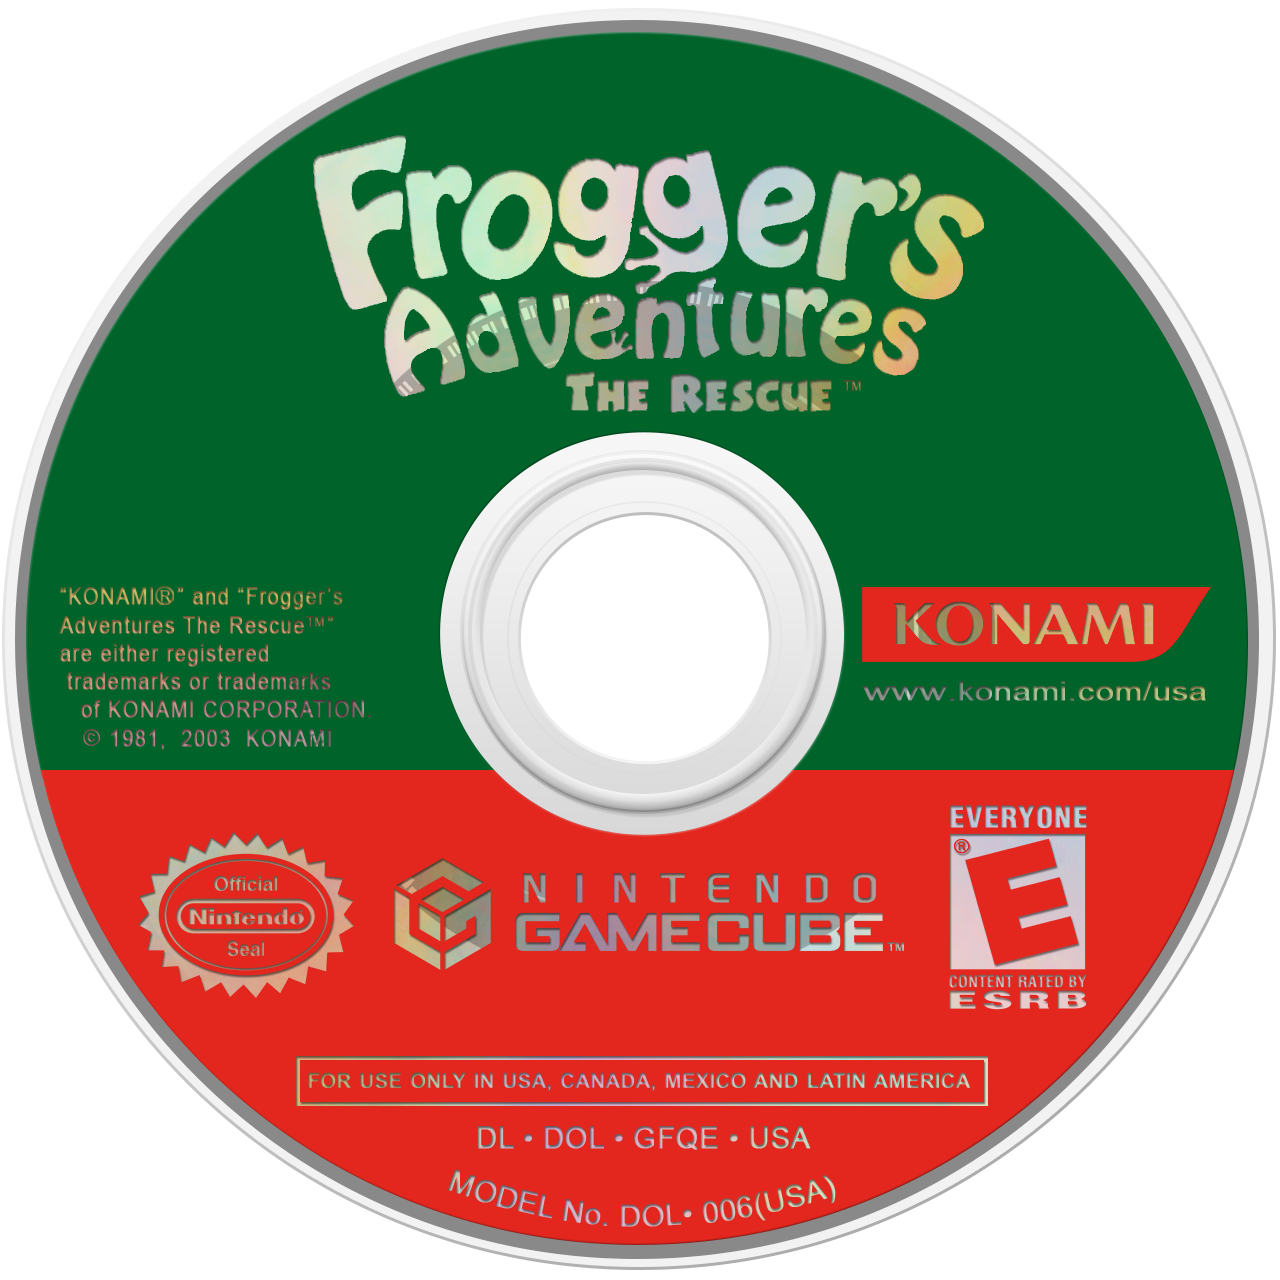 Frogger's
Adventures
THE RESCUE™
"KONAMI®" and "Frogger's
Adventures The Rescue™"
are either registered
trademarks or trademarks
of KONAMI CORPORATION.
© 1981, 2003 KONAMI
KONAMI
www.konami.com/usa
Official
Nintendo
Seal
NINTENDO
GAMECUBE™
EVERYONE
E®
CONTENT RATED BY
ESRB
FOR USE ONLY IN USA, CANADA, MEXICO AND LATIN AMERICA
DL • DOL • GFQE • USA
MODEL No. DOL• 006(USA)